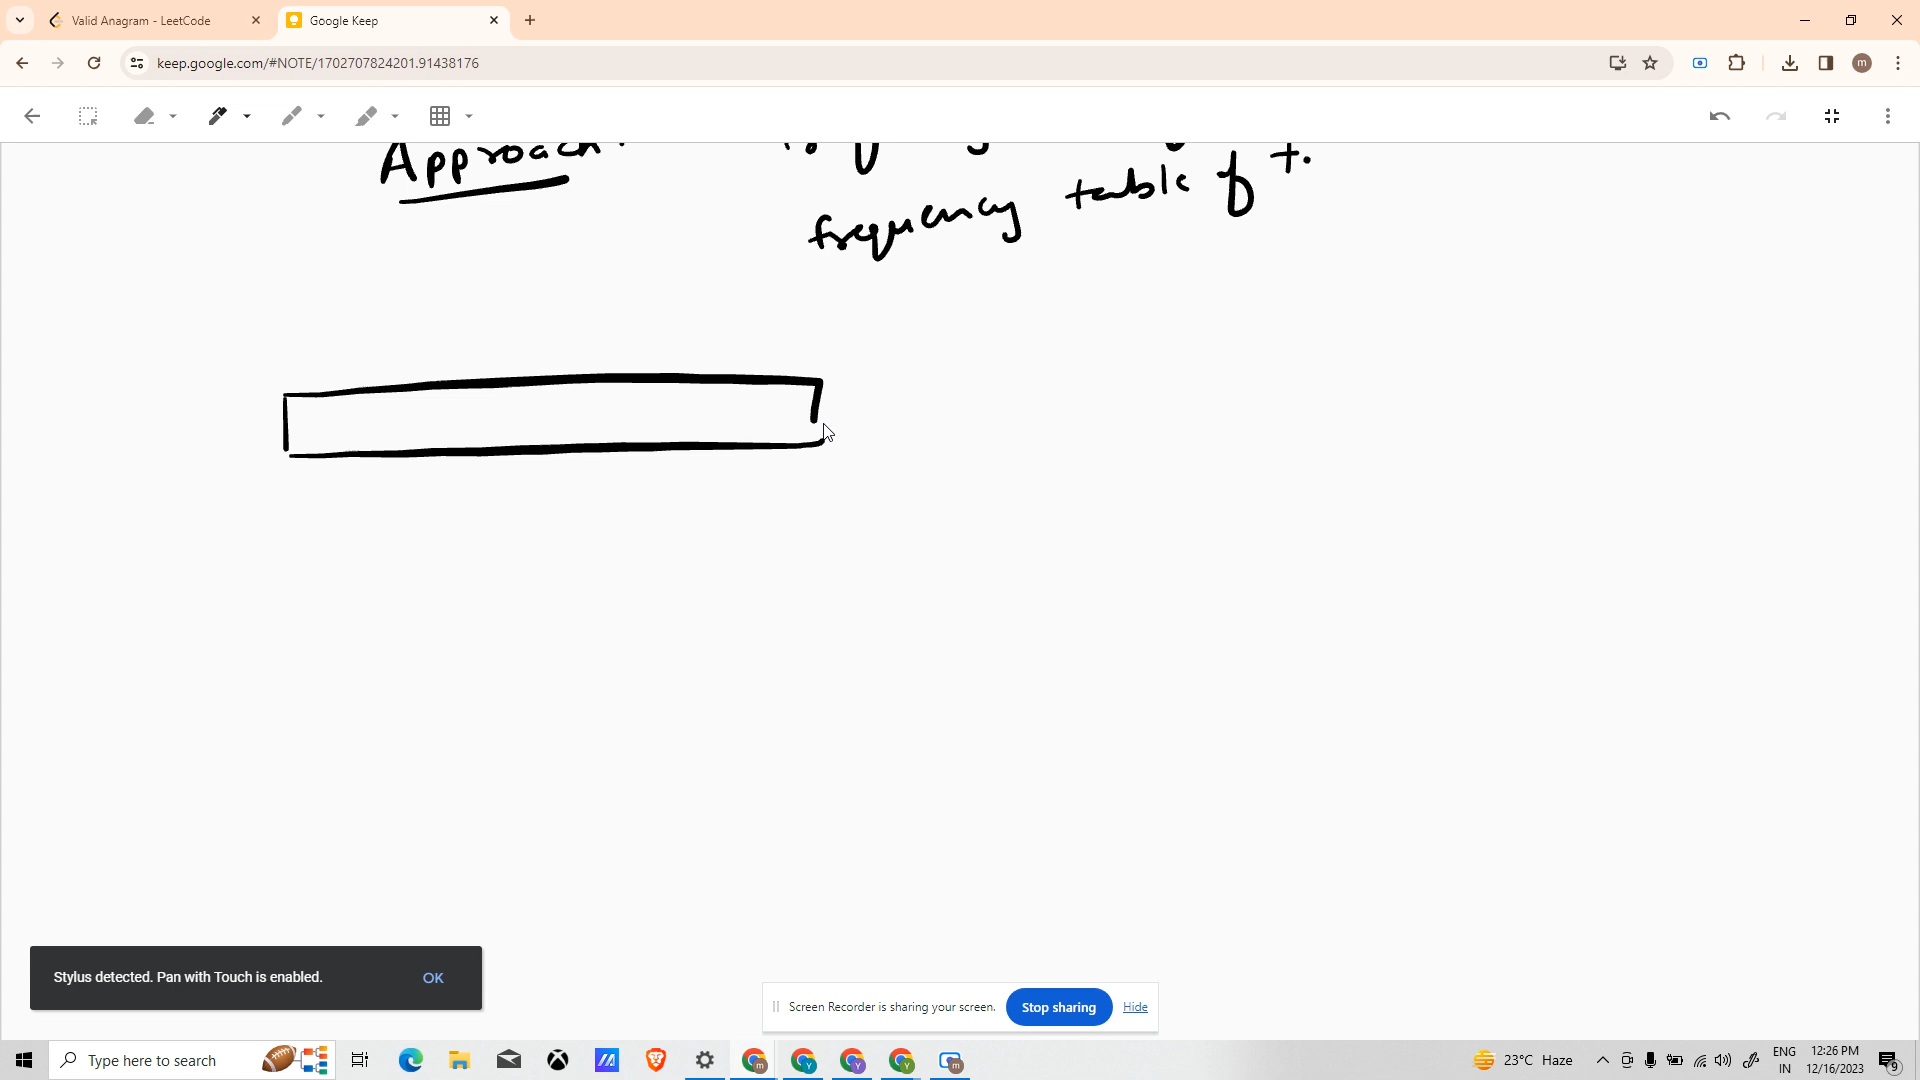 Valid Anagram - LeetCode
Google Keep
keep.google.com/#NOTE/1702707824201.91438176
m
Approach:
table of t.
frequency
Stylus detected. Pan with Touch is enabled.
OK
Screen Recorder is sharing your screen.
Stop sharing
Hide
Type here to search
23°C Haze
ENG
IN
12:26 PM
12/16/2023
9